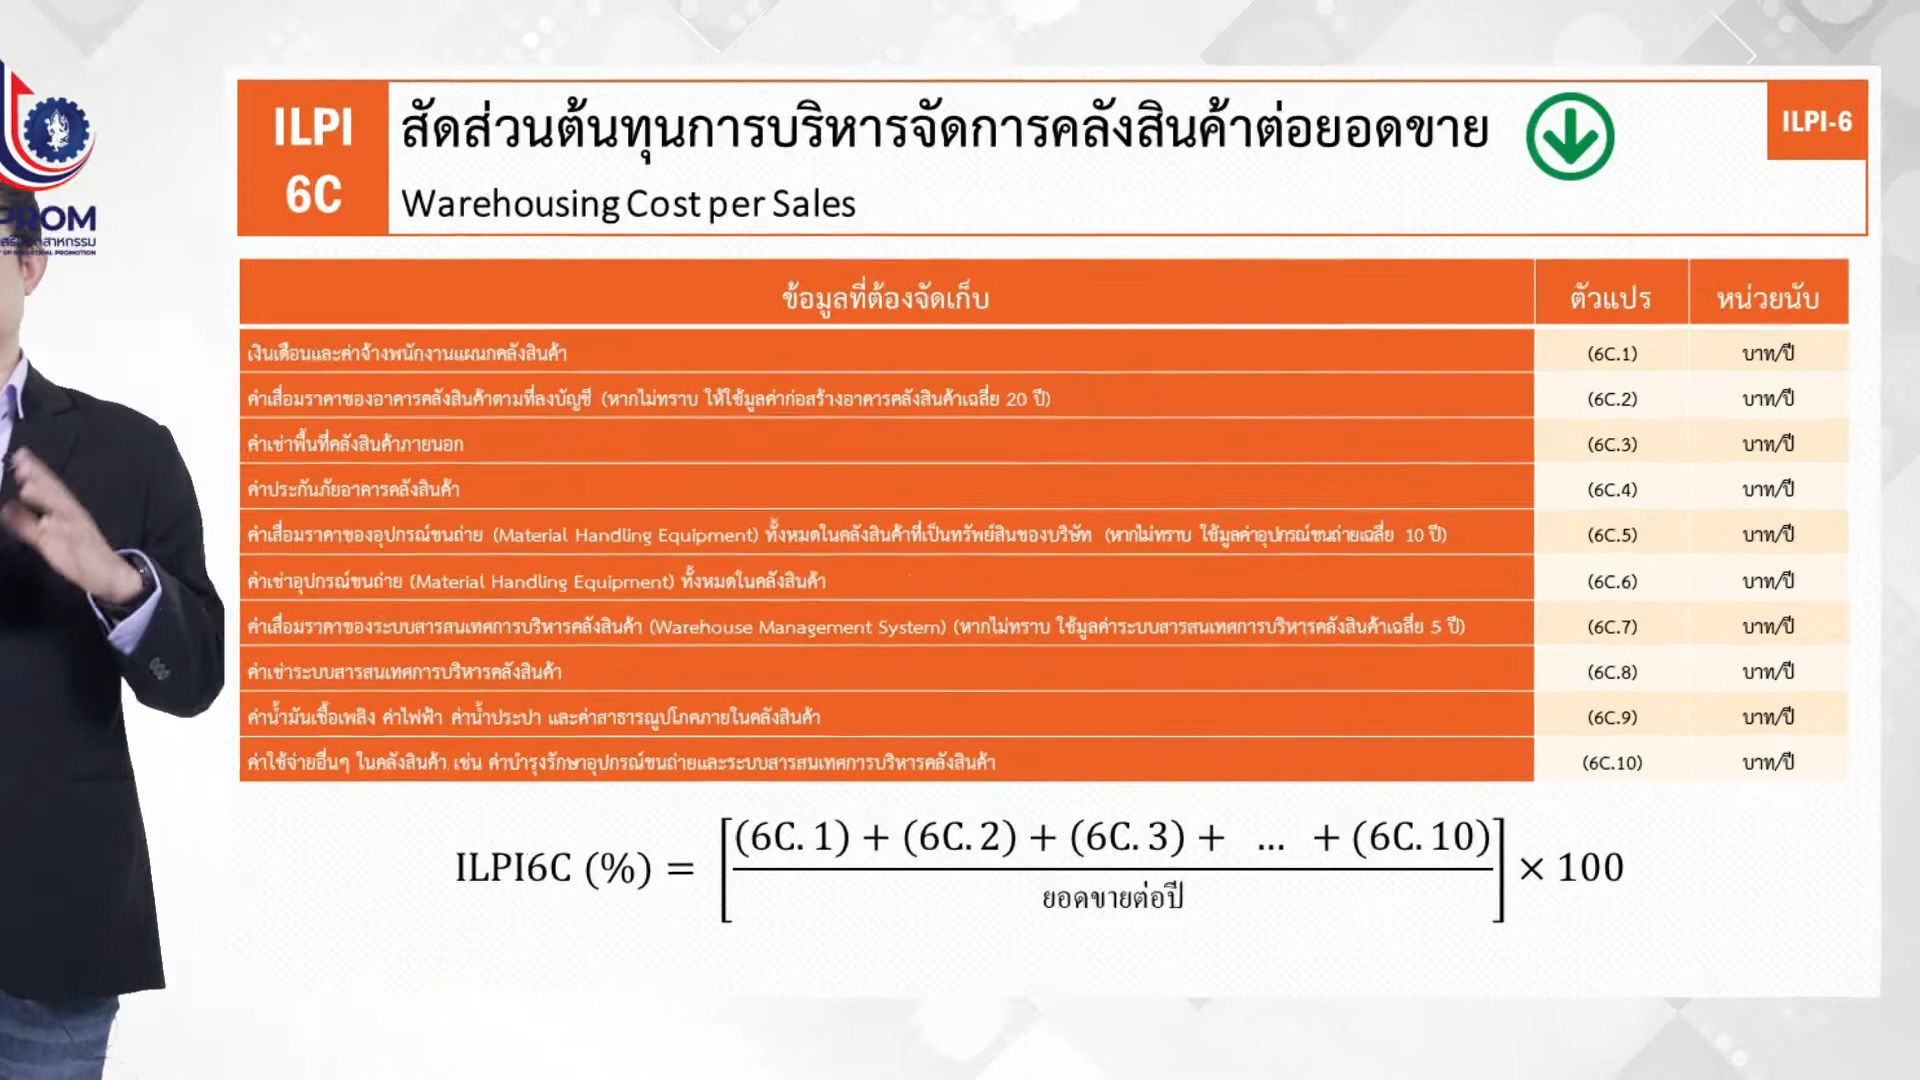 ILPI
6C
สัดส่วนต้นทุนการบริหารจัดการคลังสินค้าต่อยอดขาย
Warehousing Cost per Sales
ILPI-6
PROM
ข้อมูลที่ต้องจัดเก็บ ตัวแปร หน่วยนับ
เงินเดือนและค่าจ้างพนักงานแผนกคลังสินค้า (6C.1) บาท/ปี
ค่าเสื่อมราคาของอาคารคลังสินค้าตามที่ลงบัญชี (หากไม่ทราบ ให้ใช้มูลค่าก่อสร้างอาคารคลังสินค้าเฉลี่ย 20 ปี) (6C.2) บาท/ปี
ค่าเช่าพื้นที่คลังสินค้าภายนอก (6C.3) บาท/ปี
ค่าประกันภัยอาคารคลังสินค้า (6C.4) บาท/ปี
ค่าเสื่อมราคาของอุปกรณ์ขนถ่าย (Material Handling Equipment) ทั้งหมดในคลังสินค้าที่เป็นทรัพย์สินของบริษัท (หากไม่ทราบ ใช้มูลค่าอุปกรณ์ขนถ่ายเฉลี่ย 10 ปี) (6C.5) บาท/ปี
ค่าเช่าอุปกรณ์ขนถ่าย (Material Handling Equipment) ทั้งหมดในคลังสินค้า (6C.6) บาท/ปี
ค่าเสื่อมราคาของระบบสารสนเทศการบริหารคลังสินค้า (Warehouse Management System) (หากไม่ทราบ ใช้มูลค่าระบบสารสนเทศการบริหารคลังสินค้าเฉลี่ย 5 ปี) (6C.7) บาท/ปี
ค่าเช่าระบบสารสนเทศการบริหารคลังสินค้า (6C.8) บาท/ปี
ค่าน้ำมันเชื้อเพลิง ค่าไฟฟ้า ค่าน้ำประปา และค่าสาธารณูปโภคภายในคลังสินค้า (6C.9) บาท/ปี
ค่าใช้จ่ายอื่นๆ ในคลังสินค้า เช่น ค่าบำรุงรักษาอุปกรณ์ขนถ่ายและระบบสารสนเทศการบริหารคลังสินค้า (6C.10) บาท/ปี
(6C. 1) + (6C. 2) + (6C. 3) + ... + (6C. 10)
ILPI6C (%) = [ ] × 100
ยอดขายต่อปี